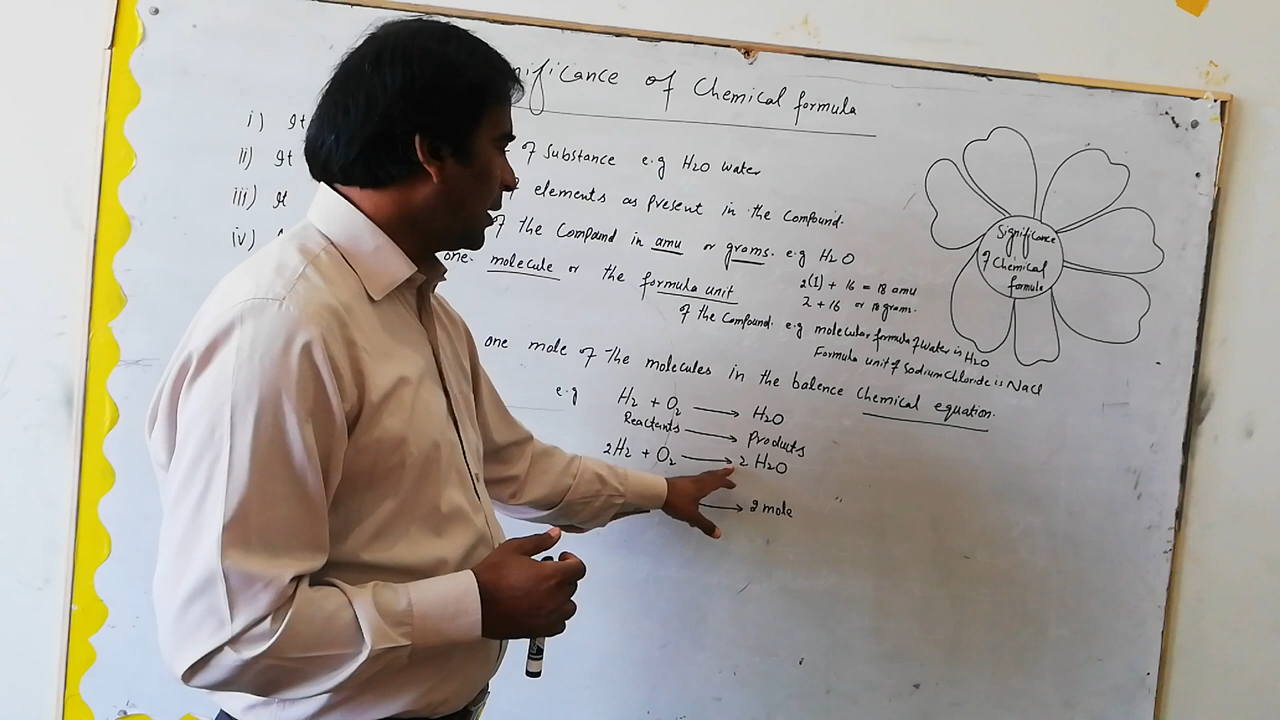 nificance of Chemical formula
i) It
ii) It of Substance e.g H2O water
iii) It of elements as Present in the Compound.
iv) of the Compound in amu or grams. e.g H2O
2(1) + 16 = 18 amu
2 + 16 or 18 grams.
one molecule or the formula unit
of the Compound. e.g molecular formula of water is H2O
Formula unit of Sodium Chloride is NaCl
one mole of the molecules in the balence Chemical equation.
e.g H2 + O2 → H2O
Reactants → Products
2H2 + O2 → 2 H2O
→ 2 mole
Significance
of Chemical
formula